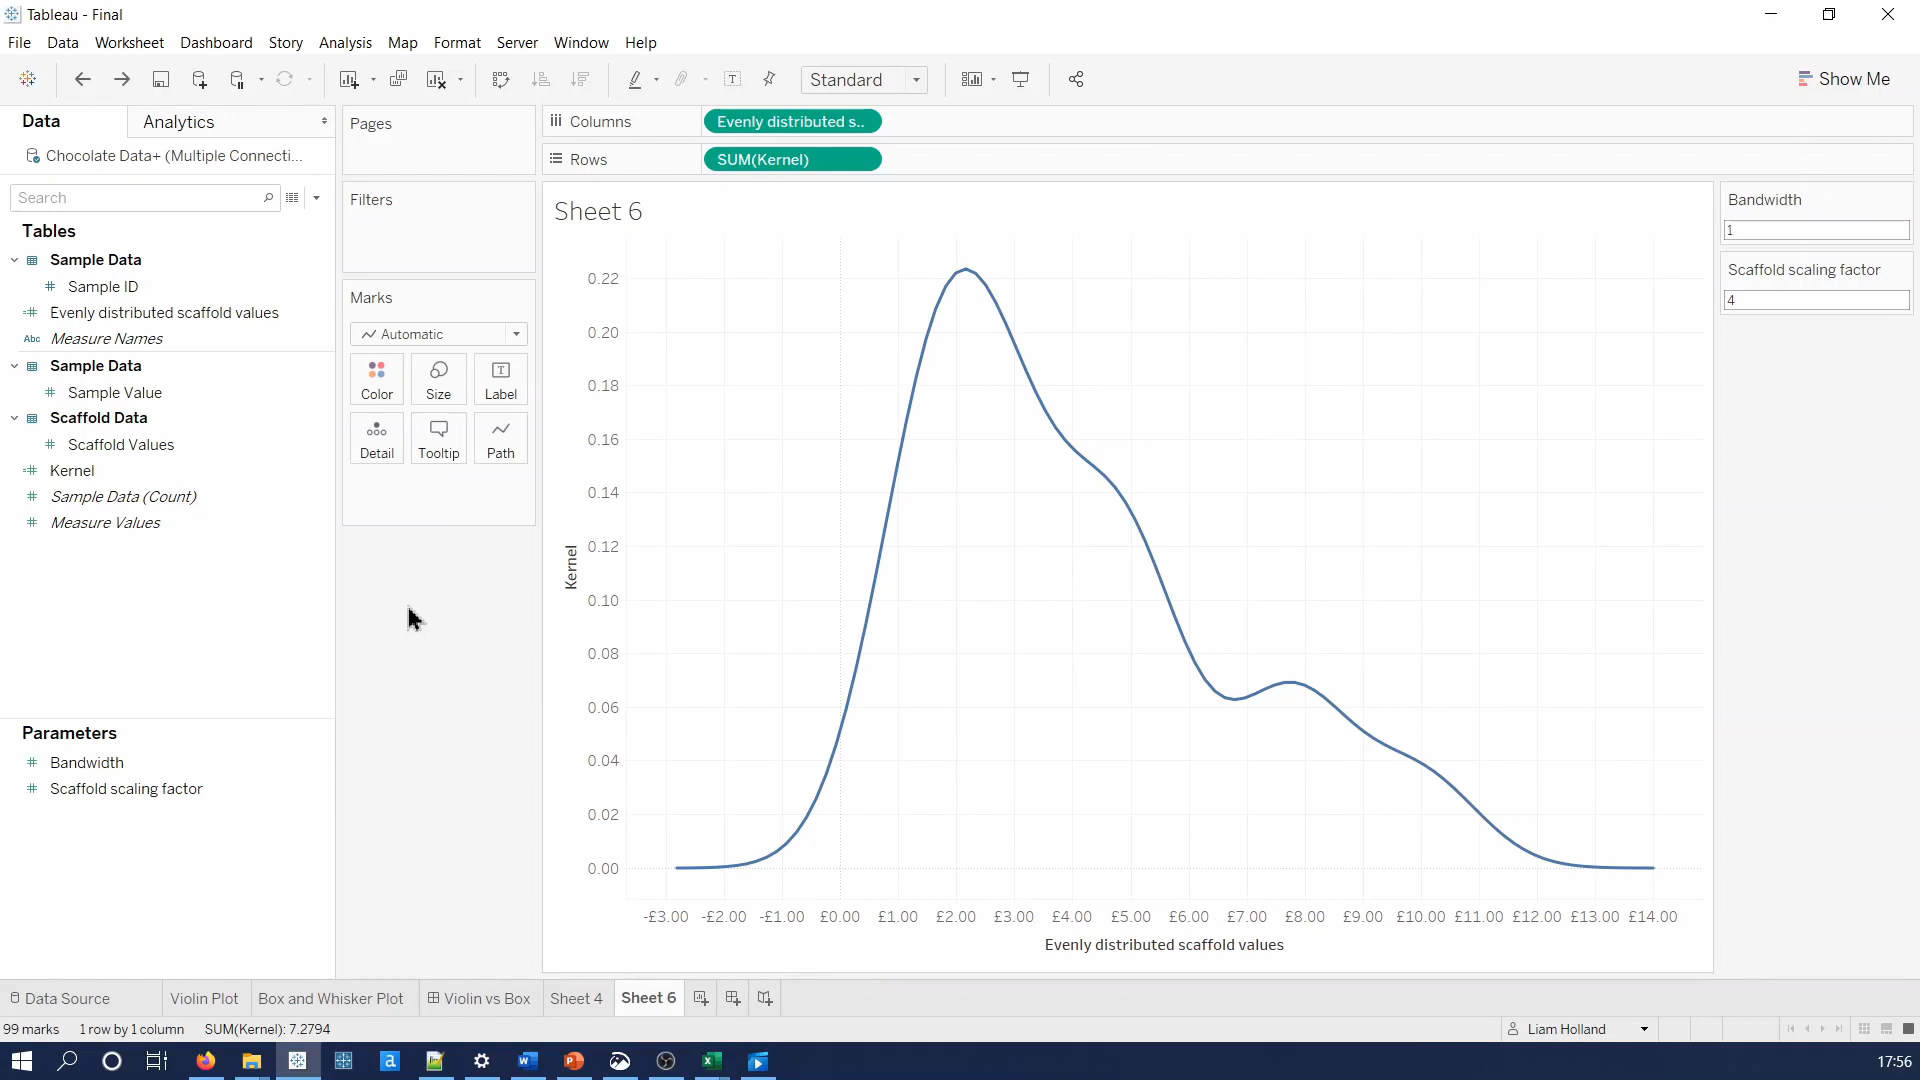 Tableau - Final
File Data Worksheet Dashboard Story Analysis Map Format Server Window Help
Standard
Show Me
Data
Analytics
Chocolate Data+ (Multiple Connecti...
Search
Tables
Sample Data
Sample ID
Evenly distributed scaffold values
Abc Measure Names
Sample Data
Sample Value
Scaffold Data
Scaffold Values
Kernel
Sample Data (Count)
Measure Values
Parameters
Bandwidth
Scaffold scaling factor
Pages
Filters
Marks
Automatic
Color Size Label
Detail Tooltip Path
Columns Evenly distributed s..
Rows SUM(Kernel)
Sheet 6
0.22
0.20
0.18
0.16
0.14
0.12
0.10
0.08
0.06
0.04
0.02
0.00
Kernel
-£3.00 -£2.00 -£1.00 £0.00 £1.00 £2.00 £3.00 £4.00 £5.00 £6.00 £7.00 £8.00 £9.00 £10.00 £11.00 £12.00 £13.00 £14.00
Evenly distributed scaffold values
Bandwidth
1
Scaffold scaling factor
4
Data Source Violin Plot Box and Whisker Plot Violin vs Box Sheet 4 Sheet 6
99 marks 1 row by 1 column SUM(Kernel): 7.2794
Liam Holland
17:56